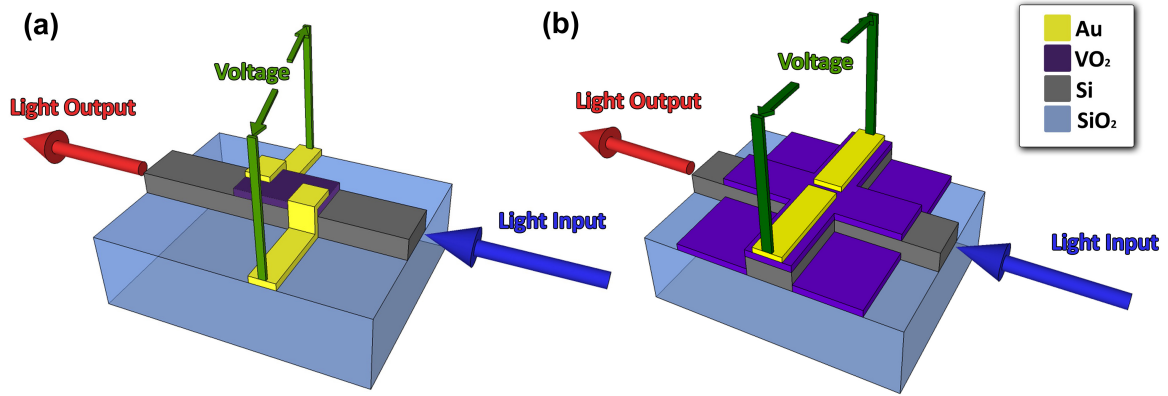 (a)
Voltage
Light Output
Light Input
(b)
Voltage
Light Output
Light Input
Au
VO₂
Si
SiO₂